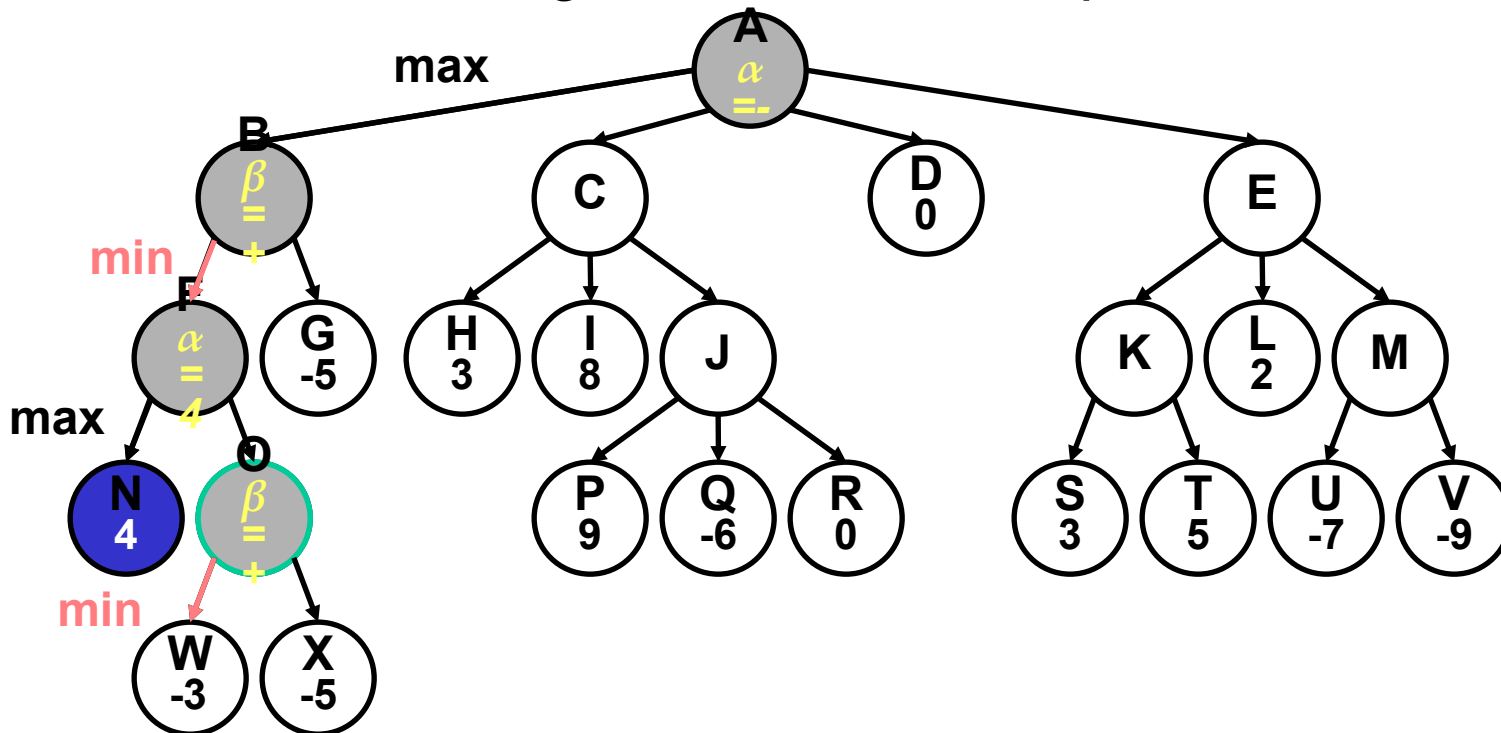 A
α
=-
max
B
β
=
+
C
D
0
E
min
F
α
=
4
G
-5
H
3
I
8
J
K
L
2
M
max
N
4
O
β
=
+
P
9
Q
-6
R
0
S
3
T
5
U
-7
V
-9
min
W
-3
X
-5